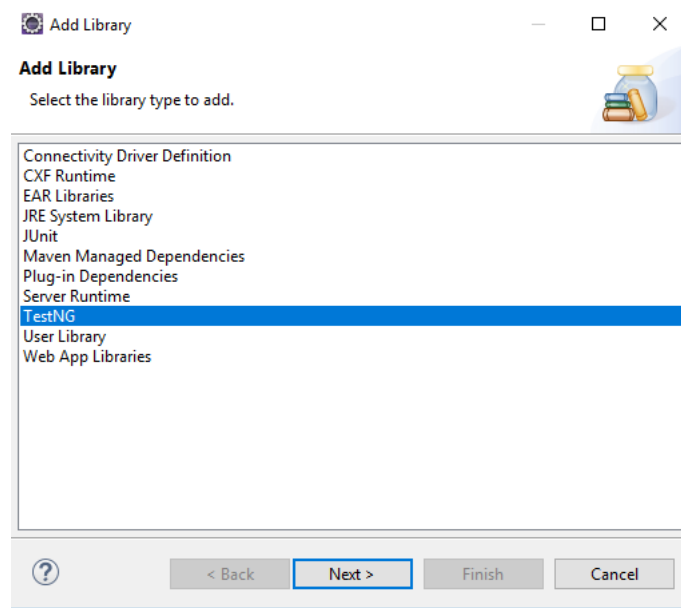 Add Library
Add Library
Select the library type to add.
Connectivity Driver Definition
CXF Runtime
EAR Libraries
JRE System Library
JUnit
Maven Managed Dependencies
Plug-in Dependencies
Server Runtime
TestNG
User Library
Web App Libraries
? < Back Next > Finish Cancel